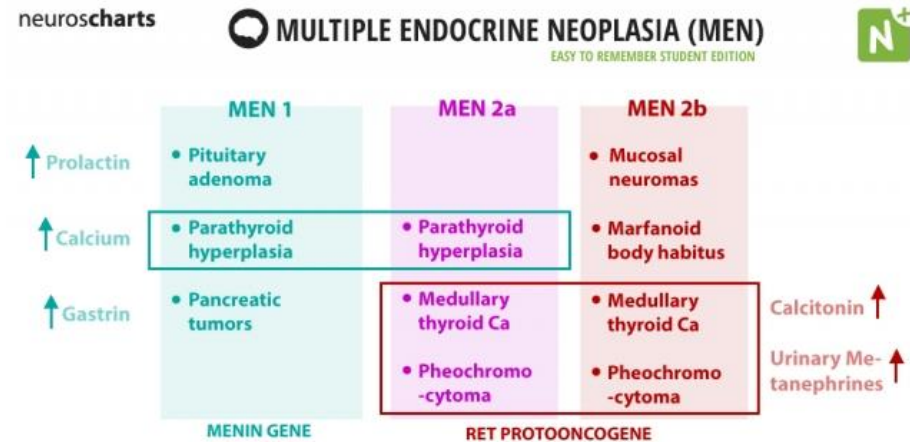 neuroscharts
MULTIPLE ENDOCRINE NEOPLASIA (MEN)
EASY TO REMEMBER STUDENT EDITION
N+
MEN 1
MEN 2a
MEN 2b
Prolactin
• Pituitary
adenoma
• Mucosal
neuromas
Calcium
• Parathyroid
hyperplasia
• Parathyroid
hyperplasia
• Marfanoid
body habitus
Gastrin
• Pancreatic
tumors
• Medullary
thyroid Ca
• Medullary
thyroid Ca
Calcitonin
• Pheochromo
-cytoma
• Pheochromo
-cytoma
Urinary Me-
tanephrines
MENIN GENE
RET PROTOONCOGENE